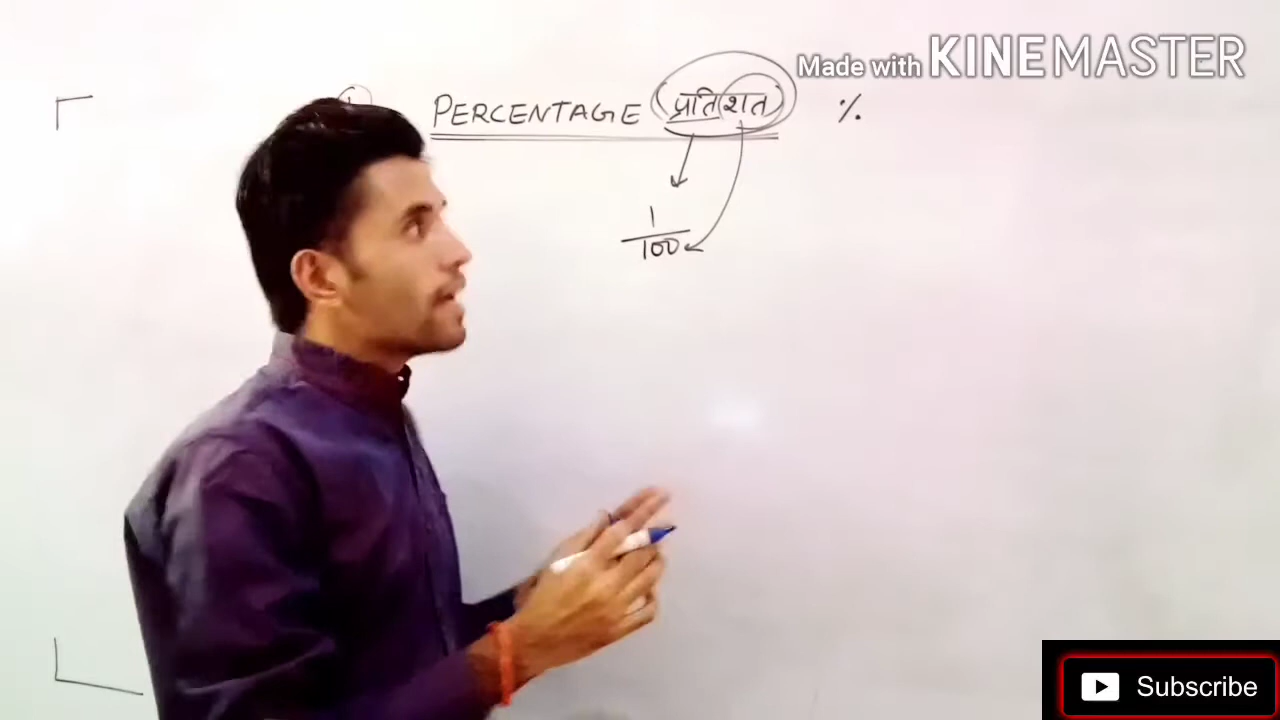 Made with KINEMASTER
PERCENTAGE (प्रतिशत) %
1
100
Subscribe